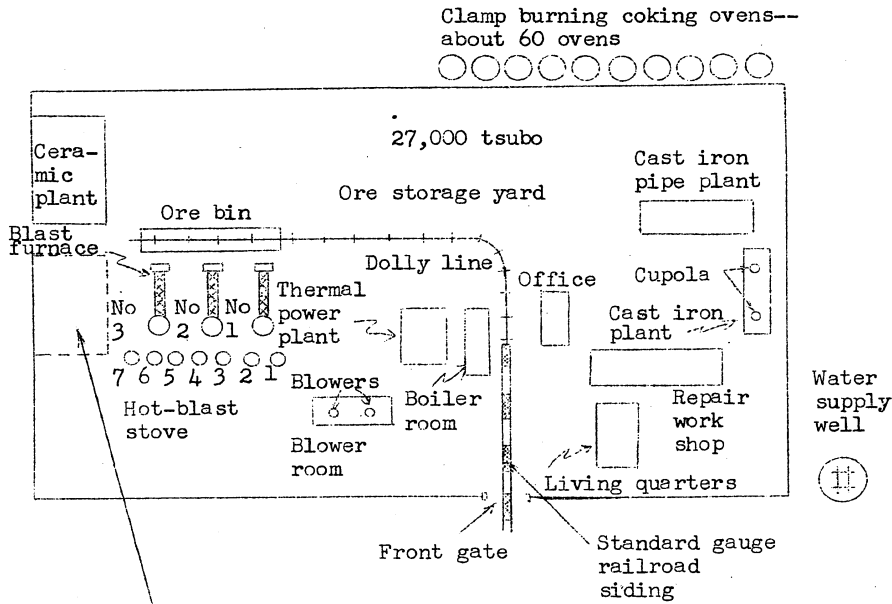 Clamp burning coking ovens--
about 60 ovens
27,000 tsubo
Cera-
mic
plant
Cast iron
pipe plant
Ore storage yard
Ore bin
Blast
furnace
Dolly line
Office
Cupola
Thermal
power
plant
No
3
No
2
No
1
Cast iron
plant
7 6 5 4 3 2 1
Hot-blast
stove
Blowers
Boiler
room
Blower
room
Repair
work
shop
Water
supply
well
Living quarters
Front gate
Standard gauge
railroad
siding